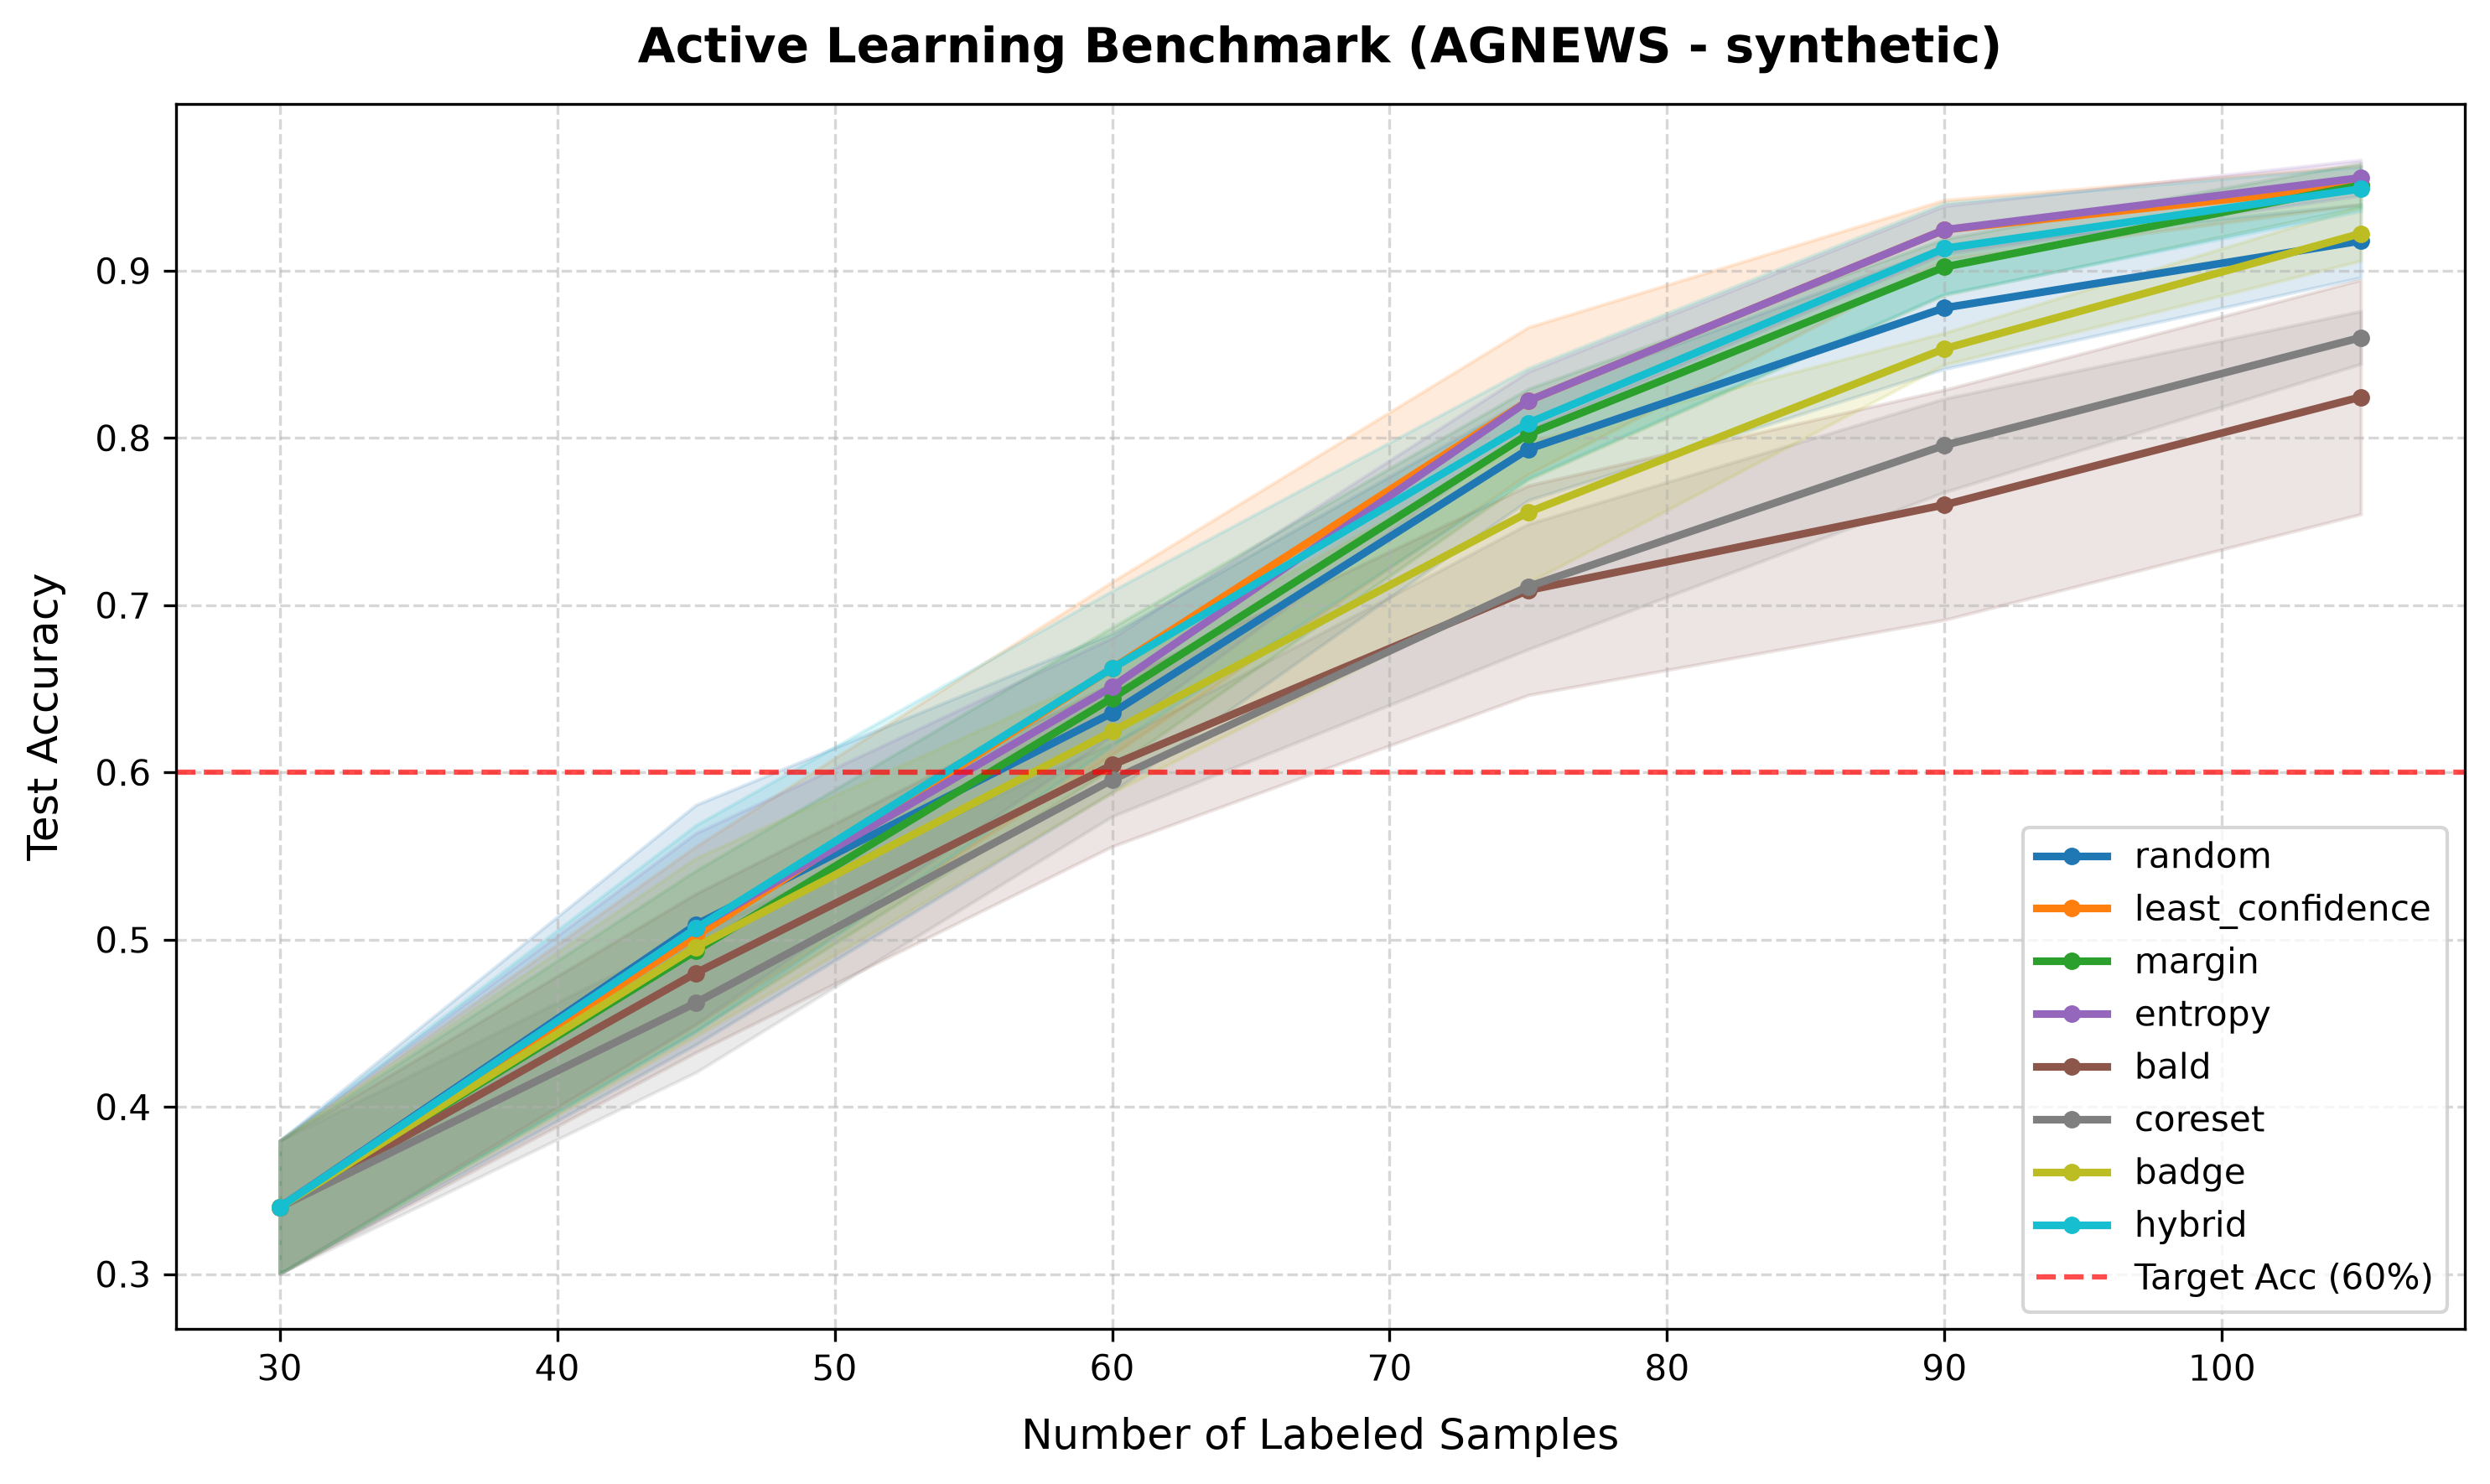 Active Learning Benchmark (AGNEWS - synthetic)
Test Accuracy
0.9
0.8
0.7
0.6
0.5
0.4
0.3
30 40 50 60 70 80 90 100
Number of Labeled Samples
random
least_confidence
margin
entropy
bald
coreset
badge
hybrid
Target Acc (60%)